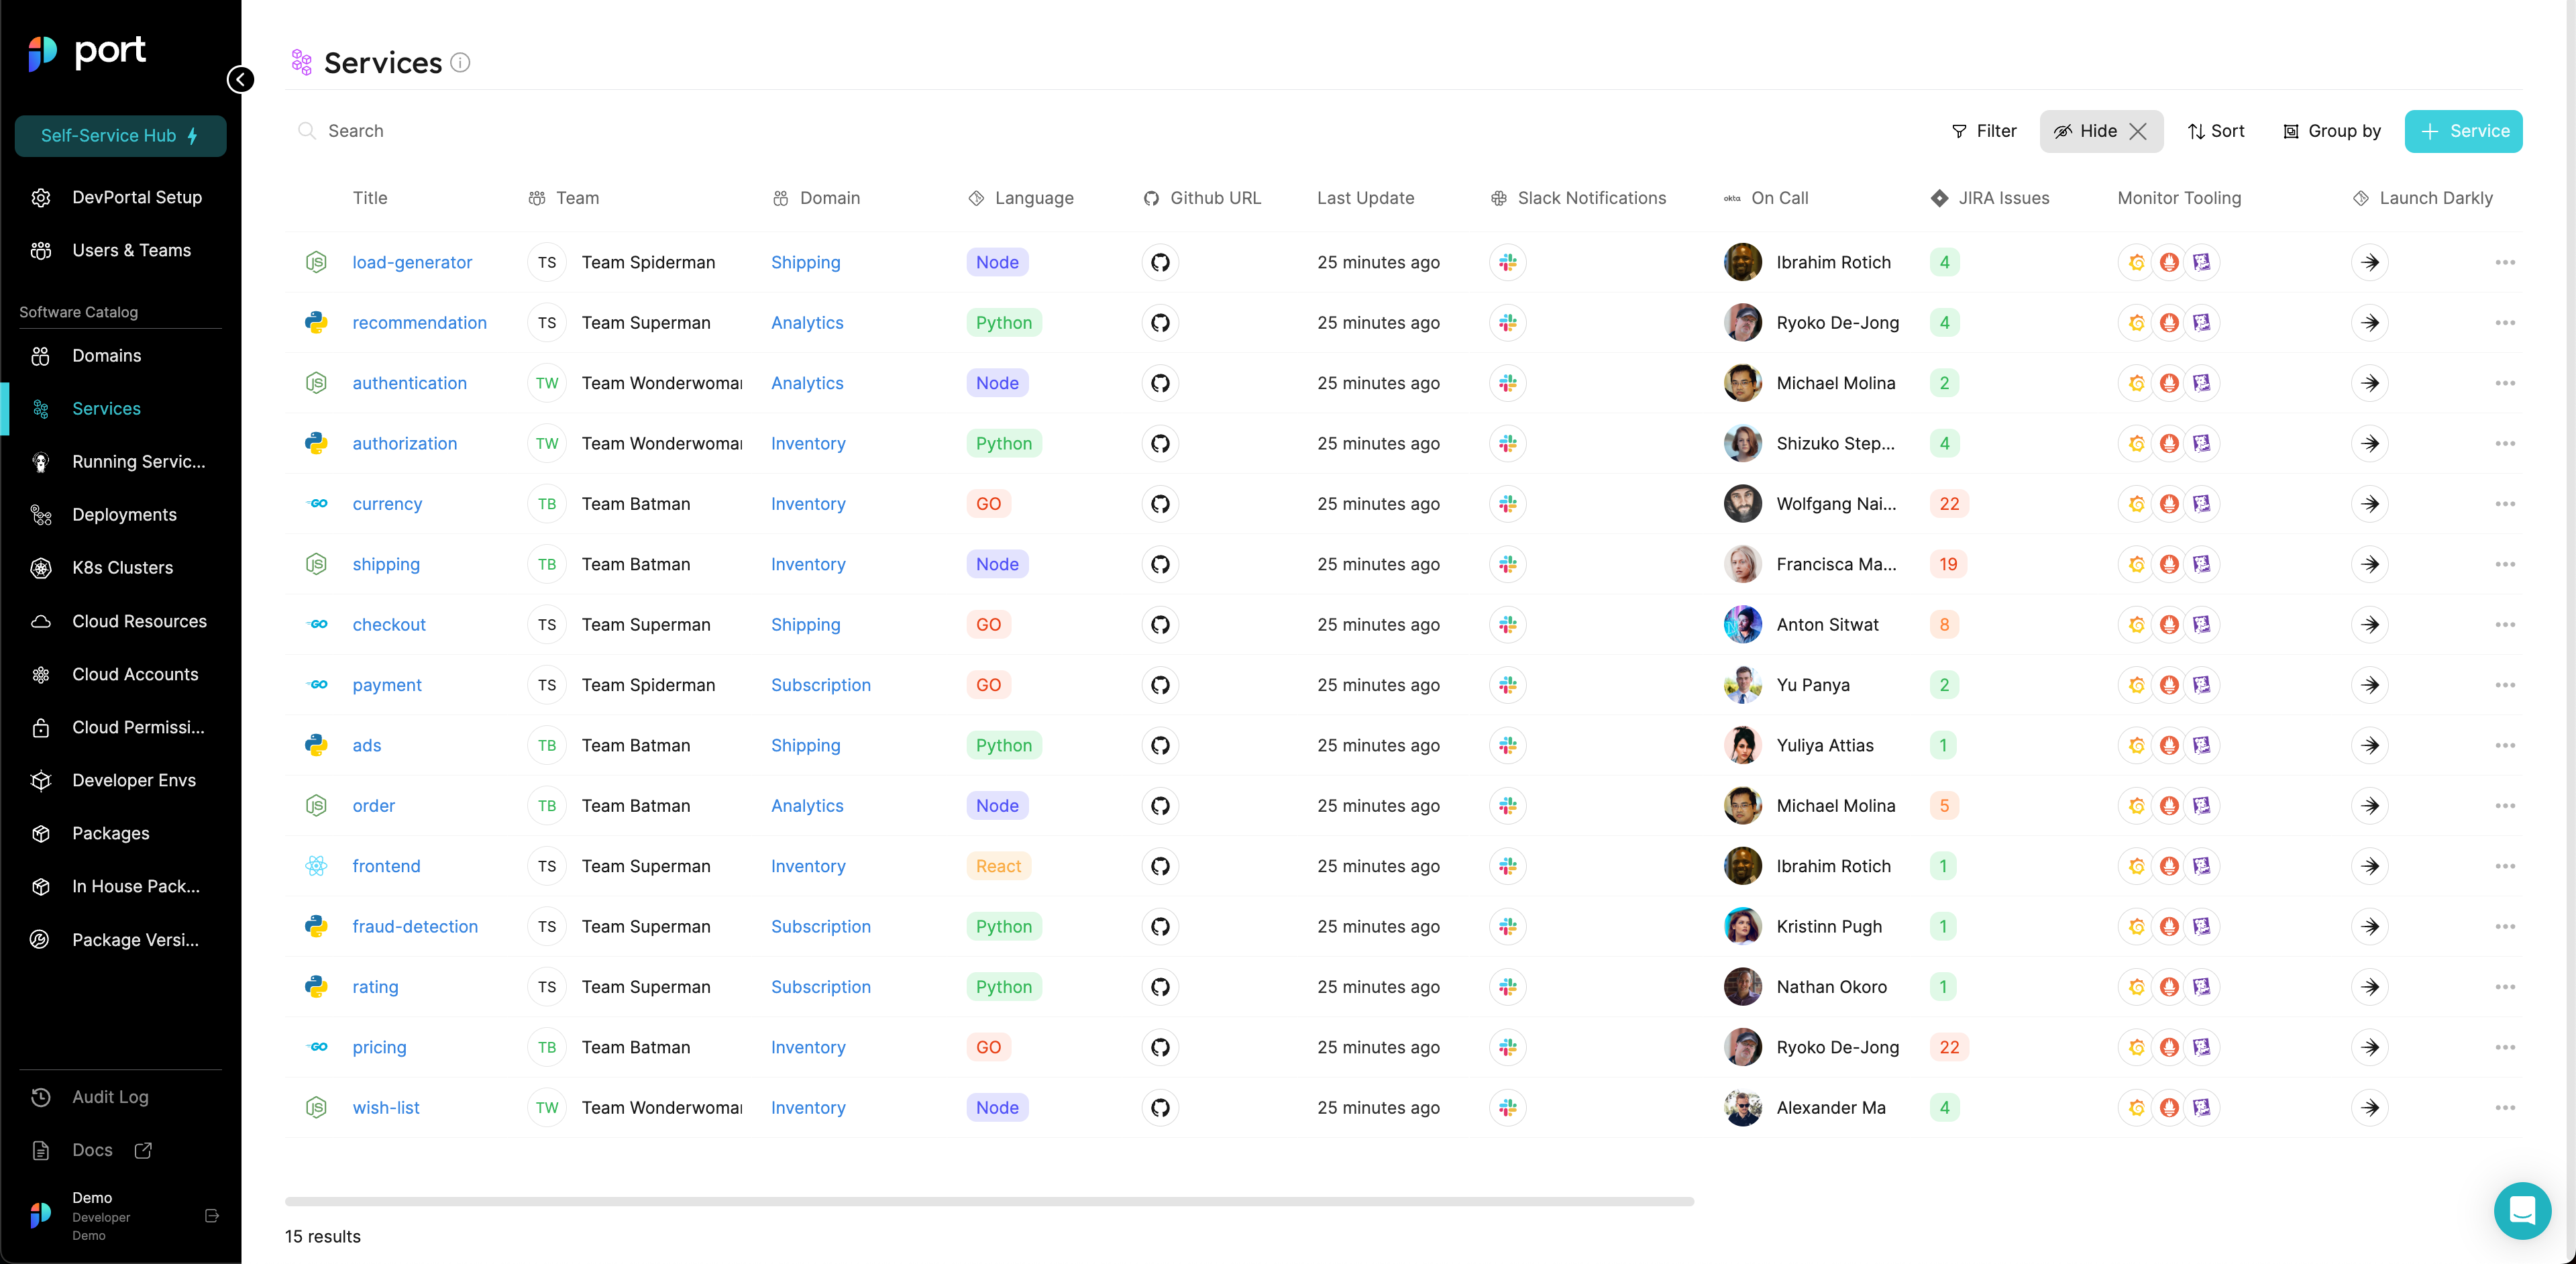 port
Self-Service Hub
DevPortal Setup
Users & Teams
Software Catalog
Domains
Services
Running Servic...
Deployments
K8s Clusters
Cloud Resources
Cloud Accounts
Cloud Permissi...
Developer Envs
Packages
In House Pack...
Package Versi...
Audit Log
Docs
Demo
Developer
Demo
Services
Search
Filter Hide Sort Group by + Service
Title Team Domain Language Github URL Last Update Slack Notifications okta On Call JIRA Issues Monitor Tooling Launch Darkly
load-generator TS Team Spiderman Shipping Node 25 minutes ago Ibrahim Rotich 4
recommendation TS Team Superman Analytics Python 25 minutes ago Ryoko De-Jong 4
authentication TW Team Wonderwoma Analytics Node 25 minutes ago Michael Molina 2
authorization TW Team Wonderwoma Inventory Python 25 minutes ago Shizuko Step... 4
GO currency TB Team Batman Inventory GO 25 minutes ago Wolfgang Nai... 22
shipping TB Team Batman Inventory Node 25 minutes ago Francisca Ma... 19
GO checkout TS Team Superman Shipping GO 25 minutes ago Anton Sitwat 8
GO payment TS Team Spiderman Subscription GO 25 minutes ago Yu Panya 2
ads TB Team Batman Shipping Python 25 minutes ago Yuliya Attias 1
order TB Team Batman Analytics Node 25 minutes ago Michael Molina 5
frontend TS Team Superman Inventory React 25 minutes ago Ibrahim Rotich 1
fraud-detection TS Team Superman Subscription Python 25 minutes ago Kristinn Pugh 1
rating TS Team Superman Subscription Python 25 minutes ago Nathan Okoro 1
GO pricing TB Team Batman Inventory GO 25 minutes ago Ryoko De-Jong 22
wish-list TW Team Wonderwoma Inventory Node 25 minutes ago Alexander Ma 4
15 results